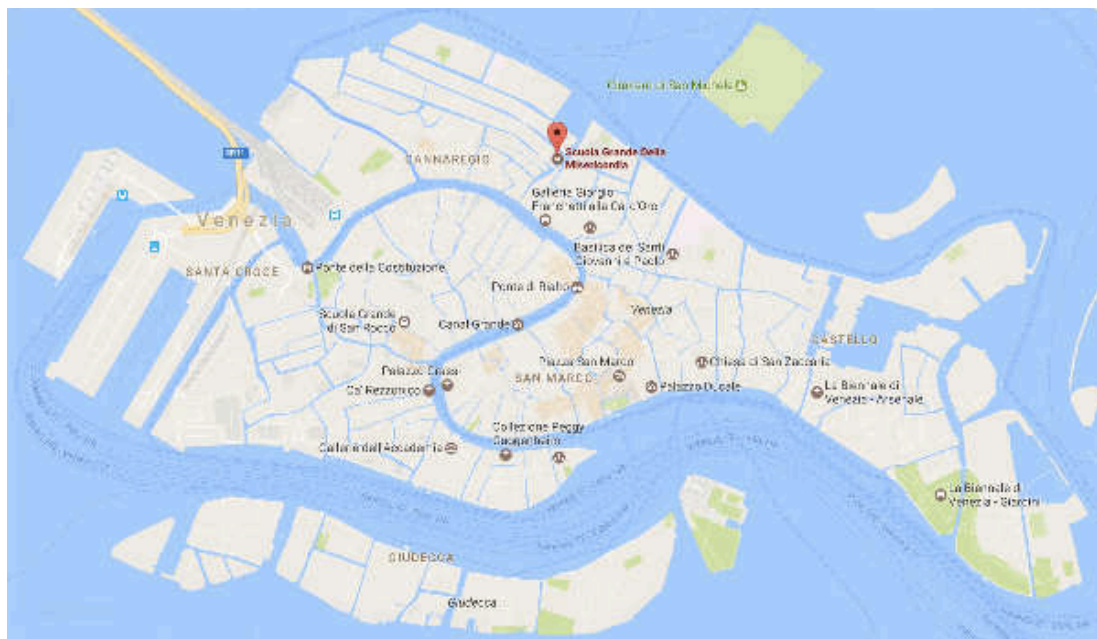 Cimitero di San Michele
Scuola Grande Della
Misericordia
CANNAREGIO
SR11
Galleria Giorgio
Franchetti alla Ca' d'Oro
Venezia
Basilica dei Santi
Giovanni e Paolo
SANTA CROCE
Ponte della Costituzione
Ponte di Rialto
Venezia
Scuola Grande
di San Rocco
Canal Grande
CASTELLO
Piazza San Marco
Chiesa di San Zaccaria
Palazzo Grassi
SAN MARCO
Palazzo Ducale
Ca' Rezzonico
La Biennale di
Venezia - Arsenale
Collezione Peggy
Guggenheim
Gallerie dell'Accademia
La Biennale di
Venezia - Giardini
GIUDECCA
Giudecca